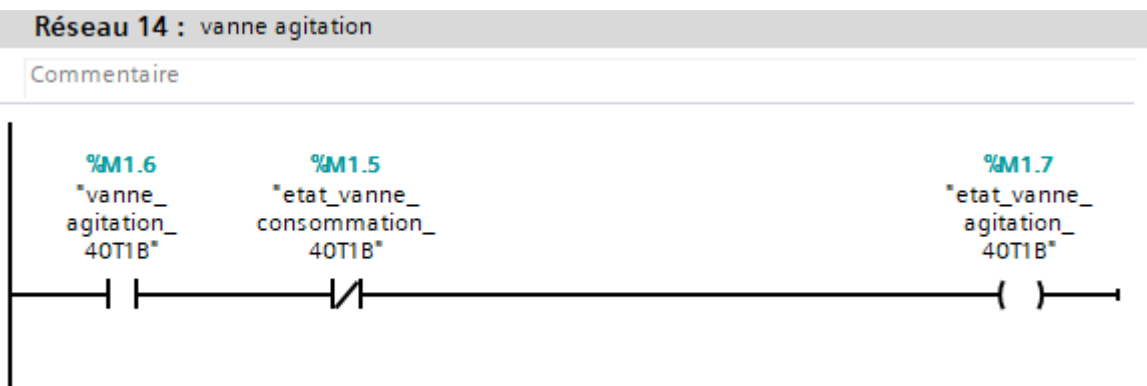 Réseau 14 : vanne agitation
Commentaire
%M1.6 %M1.5 %M1.7
"vanne_ "etat_vanne_ "etat_vanne_
agitation_ consommation_ agitation_
40T1B" 40T1B" 40T1B"